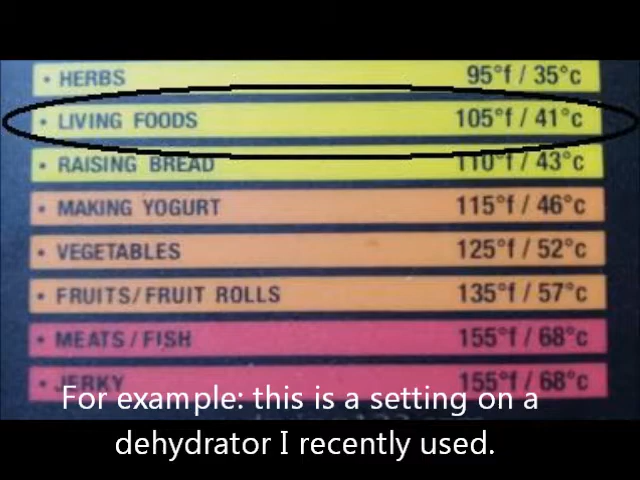 • HERBS 95°f / 35°c
• LIVING FOODS 105°f / 41°c
• RAISING BREAD 110°f / 43°c
• MAKING YOGURT 115°f / 46°c
• VEGETABLES 125°f / 52°c
• FRUITS/FRUIT ROLLS 135°f / 57°c
• MEATS / FISH 155°f / 68°c
• JERKY 155°f / 68°c
For example: this is a setting on a
dehydrator I recently used.